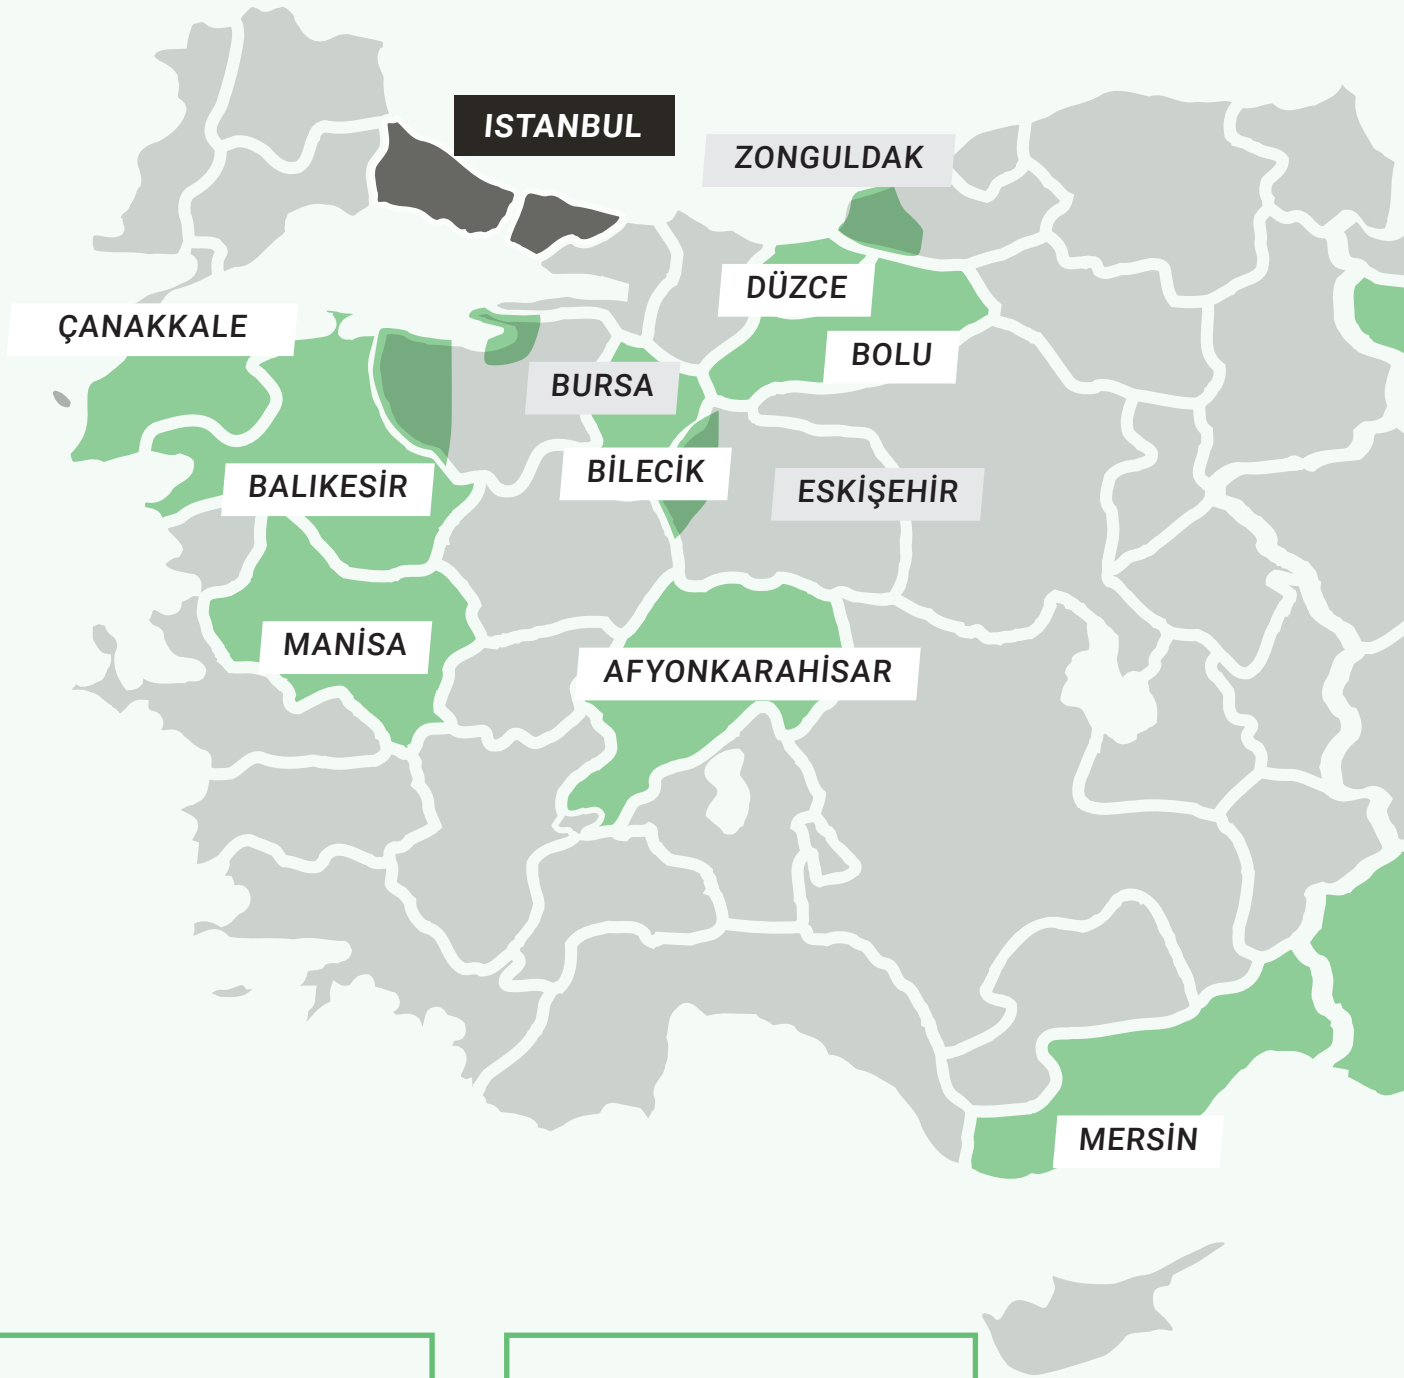 ISTANBUL
ZONGULDAK
DÜZCE
ÇANAKKALE
BOLU
BURSA
BİLECİK
BALIKESİR
ESKİŞEHİR
MANİSA
AFYONKARAHİSAR
MERSİN